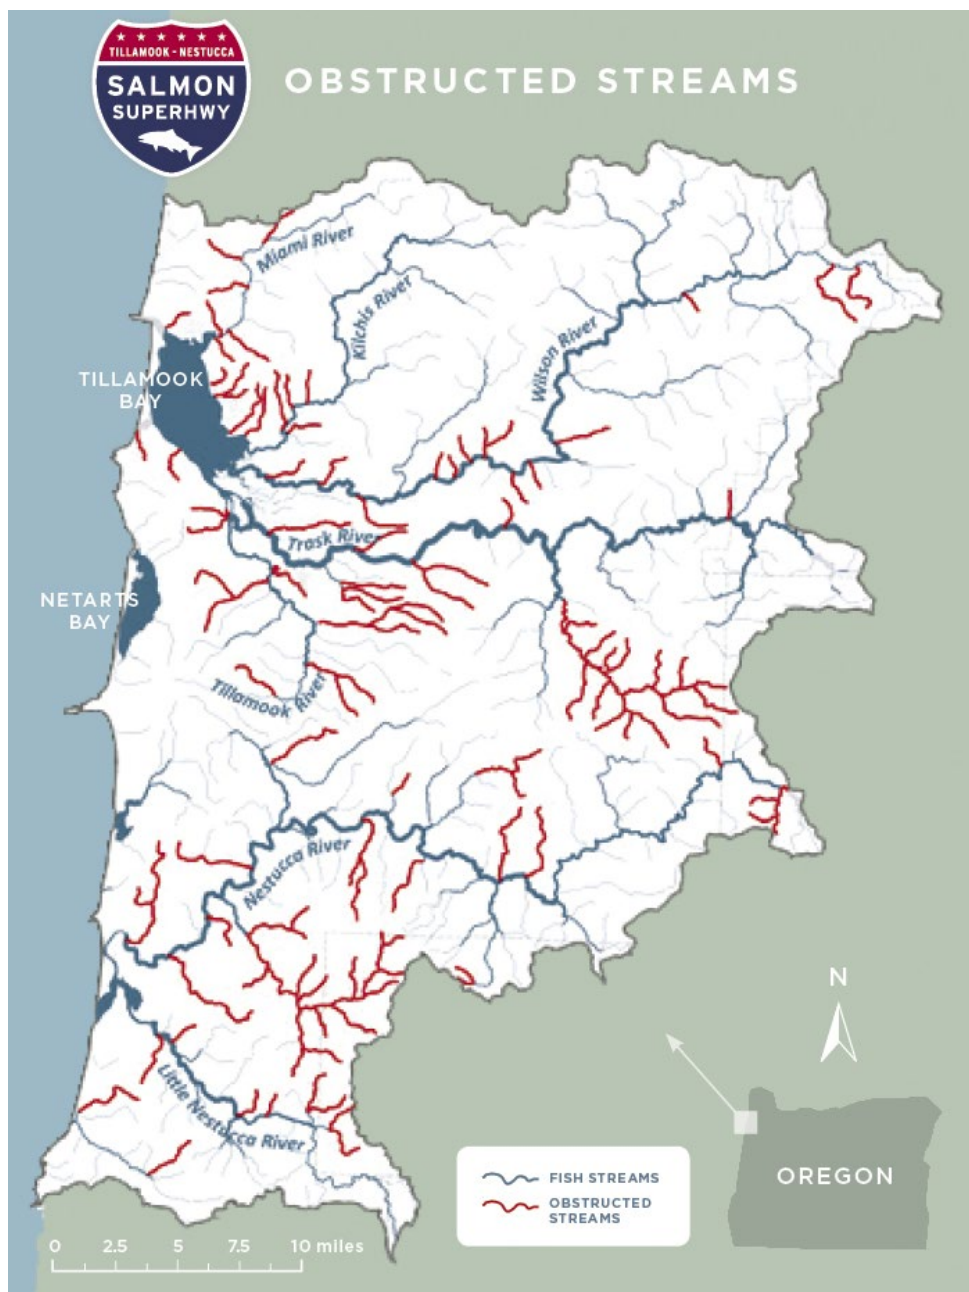 TILLAMOOK - NESTUCCA
SALMON
SUPERHWY
OBSTRUCTED STREAMS
Miami River
Kilchis River
Wilson River
TILLAMOOK
BAY
Trask River
NETARTS
BAY
Tillamook River
Nestucca River
Little Nestucca River
N
OREGON
FISH STREAMS
OBSTRUCTED
STREAMS
0 2.5 5 7.5 10 miles